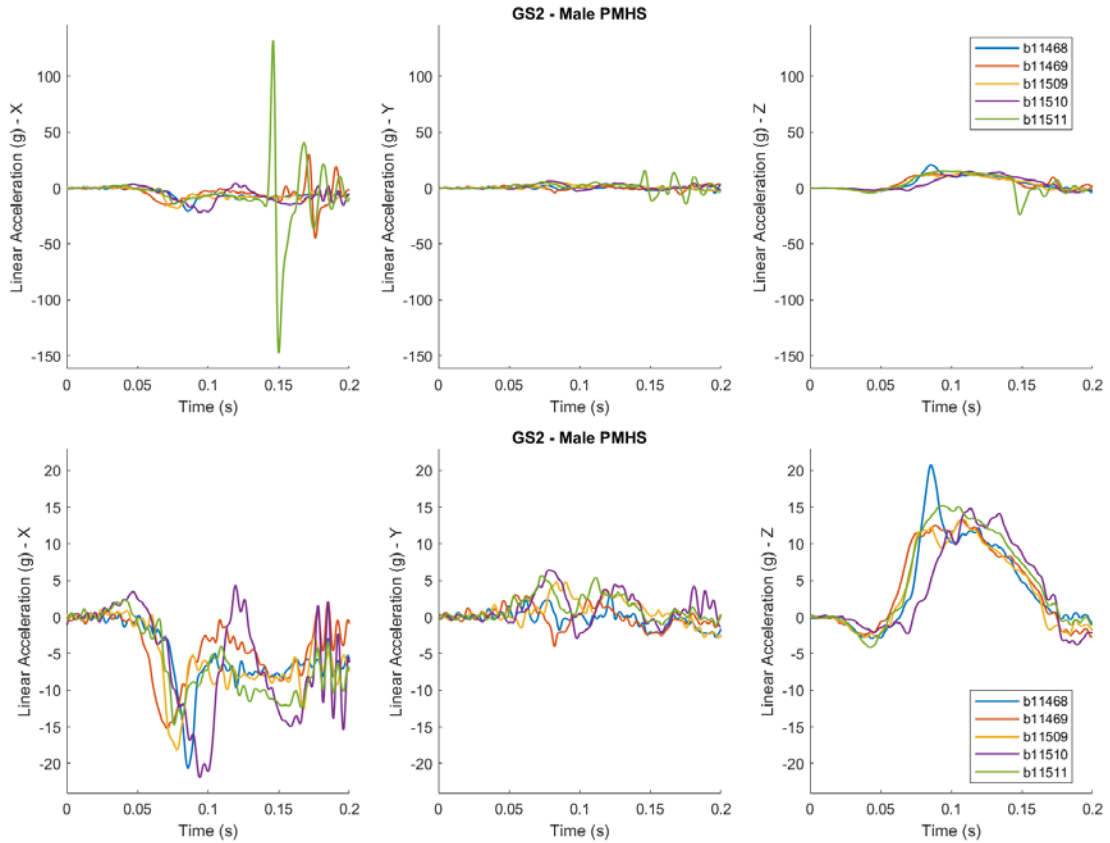 GS2 - Male PMHS
Linear Acceleration (g) - X
100
50
0
-50
-100
-150
0 0.05 0.1 0.15 0.2
Time (s)
Linear Acceleration (g) - Y
100
50
0
-50
-100
-150
0 0.05 0.1 0.15 0.2
Time (s)
Linear Acceleration (g) - Z
100
50
0
-50
-100
-150
0 0.05 0.1 0.15 0.2
Time (s)
b11468
b11469
b11509
b11510
b11511
GS2 - Male PMHS
Linear Acceleration (g) - X
20
15
10
5
0
-5
-10
-15
-20
0 0.05 0.1 0.15 0.2
Time (s)
Linear Acceleration (g) - Y
20
15
10
5
0
-5
-10
-15
-20
0 0.05 0.1 0.15 0.2
Time (s)
Linear Acceleration (g) - Z
20
15
10
5
0
-5
-10
-15
-20
0 0.05 0.1 0.15 0.2
Time (s)
b11468
b11469
b11509
b11510
b11511